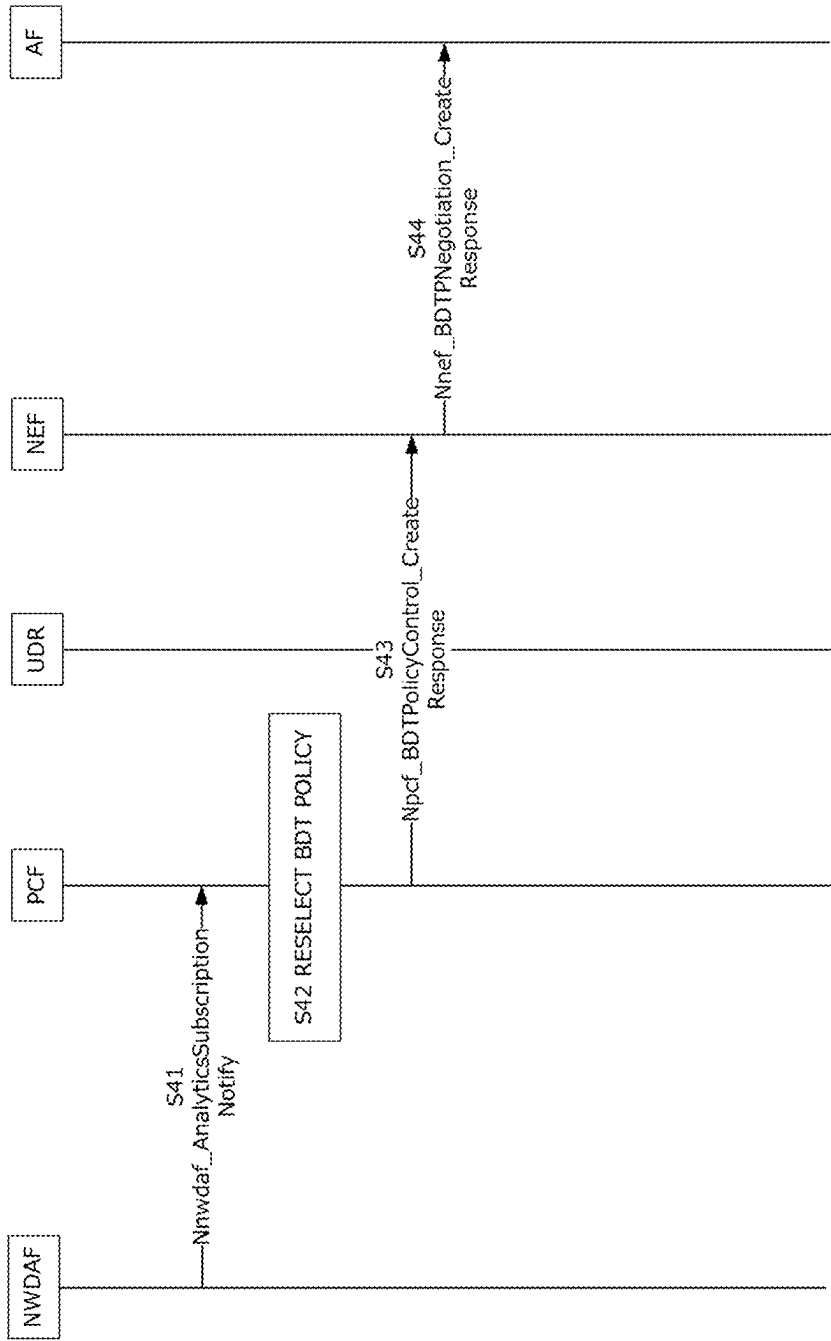 NWDAF
PCF
UDR
NEF
AF
S41
Nnwdaf_AnalyticsSubscription
Notify
S42 RESELECT BDT POLICY
S43
Npcf_BDTPolicyControl_Create
Response
S44
Nnef_BDTPNegotiation_Create
Response